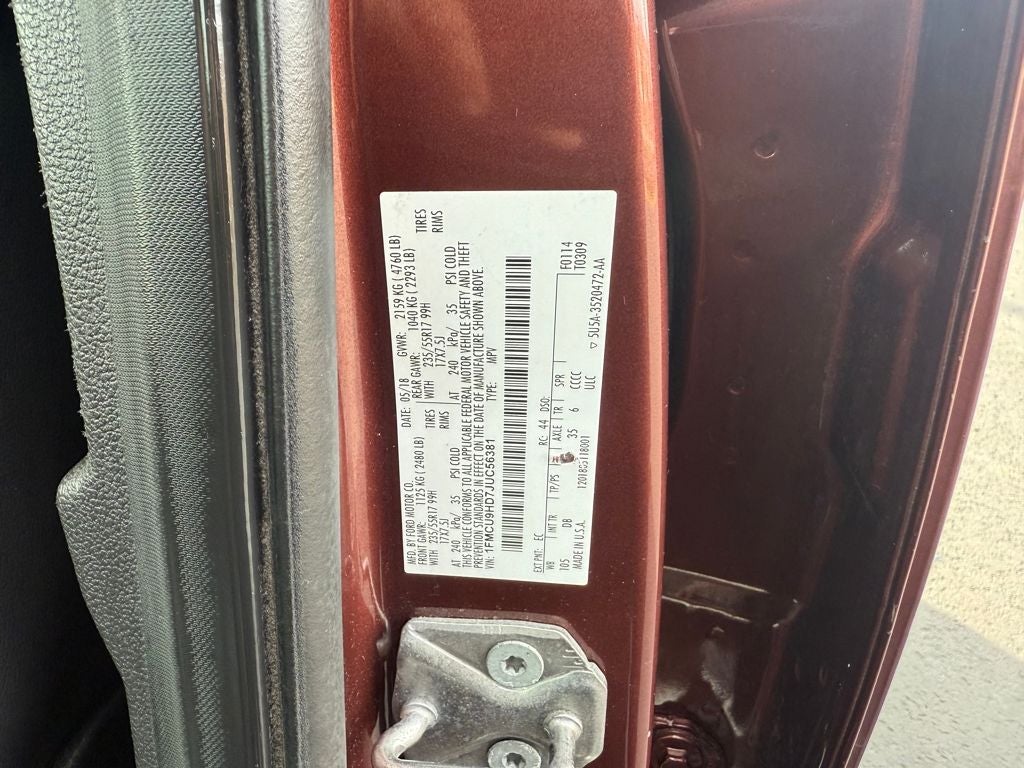 MFD. BY FORD MOTOR CO. DATE: 05/18 GVWR: 2159 KG ( 4760 LB)
FRONT GAWR: 1125 KG ( 2480 LB) REAR GAWR: 1040 KG ( 2293 LB)
WITH 235/55R17 99H TIRES WITH 235/55R17 99H TIRES
17X7.5J RIMS 17X7.5J RIMS
AT 240 kPa/ 35 PSI COLD AT 240 kPa/ 35 PSI COLD
THIS VEHICLE CONFORMS TO ALL APPLICABLE FEDERAL MOTOR VEHICLE SAFETY AND THEFT
PREVENTION STANDARDS IN EFFECT ON THE DATE OF MANUFACTURE SHOWN ABOVE.
VIN: 1FMCU9HD7JUC56381 TYPE: MPV
EXT PNT: EC RC: 44 DSO: F0114
WB INT TR TP/PS AXLE TR SPR T0309
105 DB 35 6 CCCC
MADE IN U.S.A. ULC
▽ 5U5A-3520472-AA